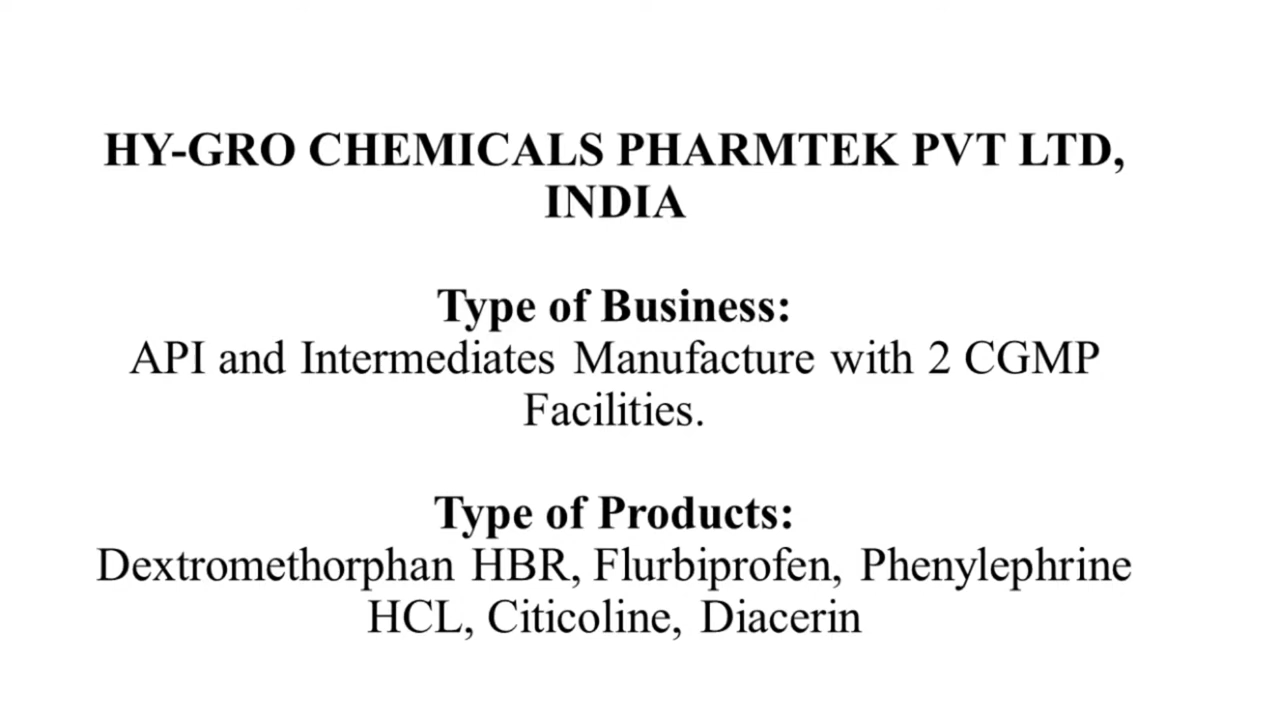 HY-GRO CHEMICALS PHARMTEK PVT LTD,
INDIA
Type of Business:
API and Intermediates Manufacture with 2 CGMP
Facilities.
Type of Products:
Dextromethorphan HBR, Flurbiprofen, Phenylephrine
HCL, Citicoline, Diacerin